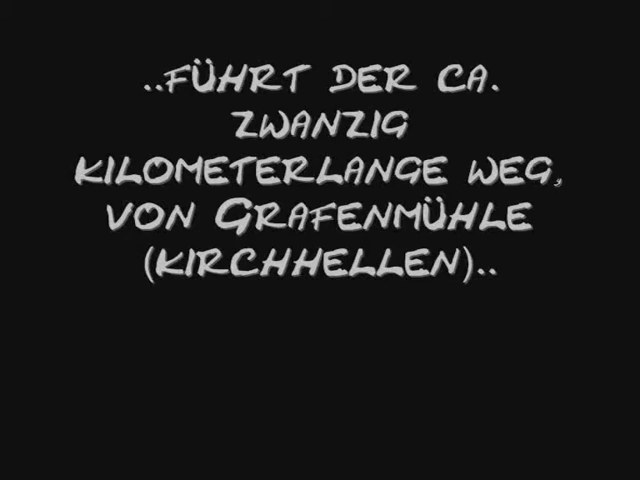 ..FÜHRT DER CA.
ZWANZIG
KILOMETERLANGE WEG,
VON GRAFENMÜHLE
(KIRCHHELLEN)..